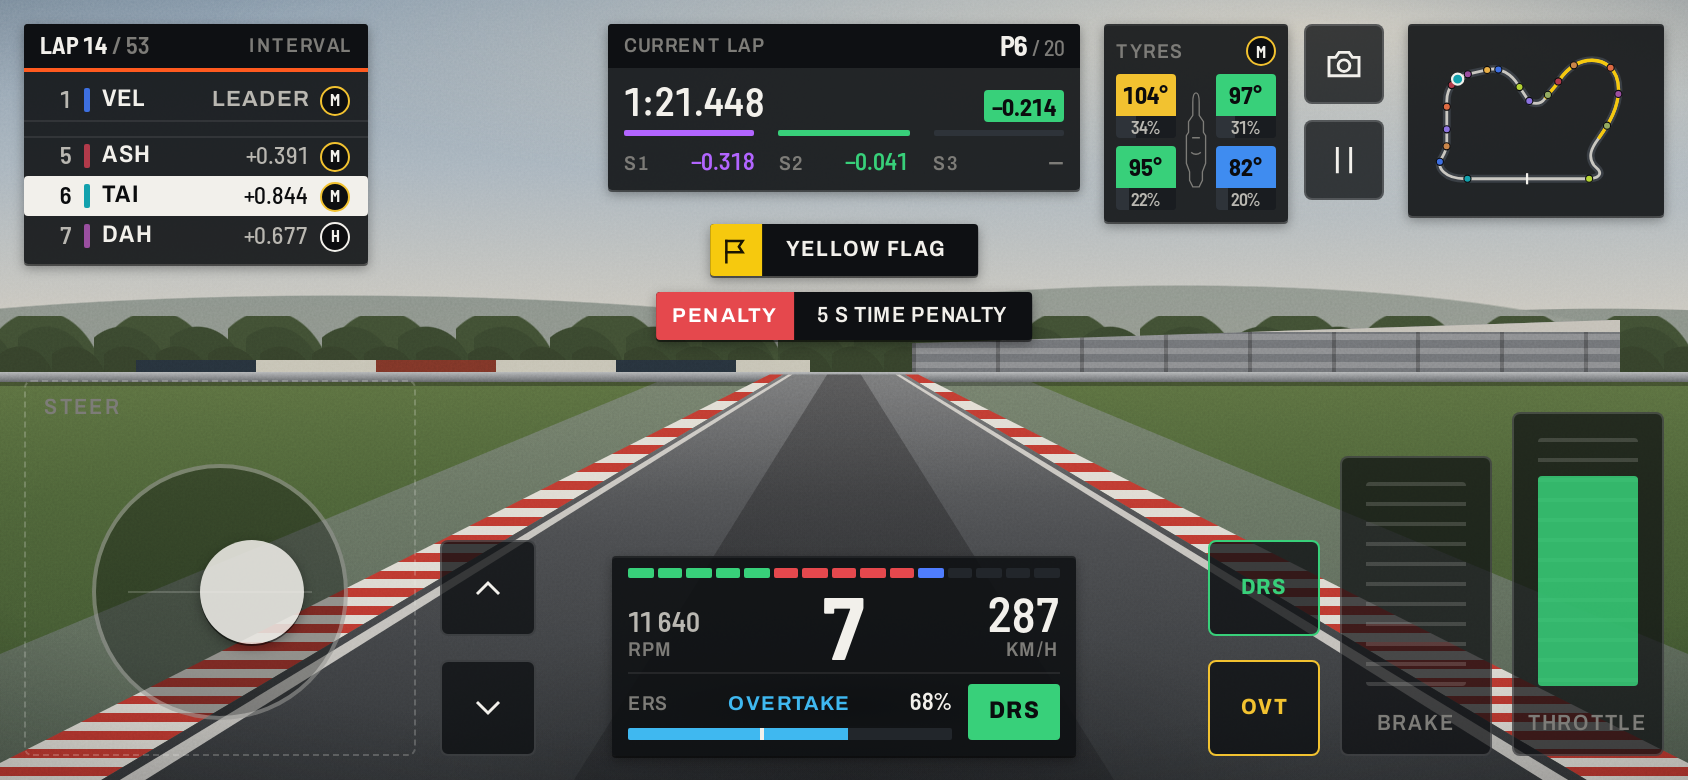 LAP 14 / 53 INTERVAL
1 VEL LEADER M
5 ASH +0.391 M
6 TAI +0.844 M
7 DAH +0.677 H
CURRENT LAP P6 / 20
1:21.448 −0.214
S1 −0.318 S2 −0.041 S3 —
YELLOW FLAG
PENALTY 5 S TIME PENALTY
TYRES M
104° 97°
34% 31%
95° 82°
22% 20%
STEER
11 640 7 287
RPM KM/H
ERS OVERTAKE 68% DRS
DRS
OVT
BRAKE
THROTTLE